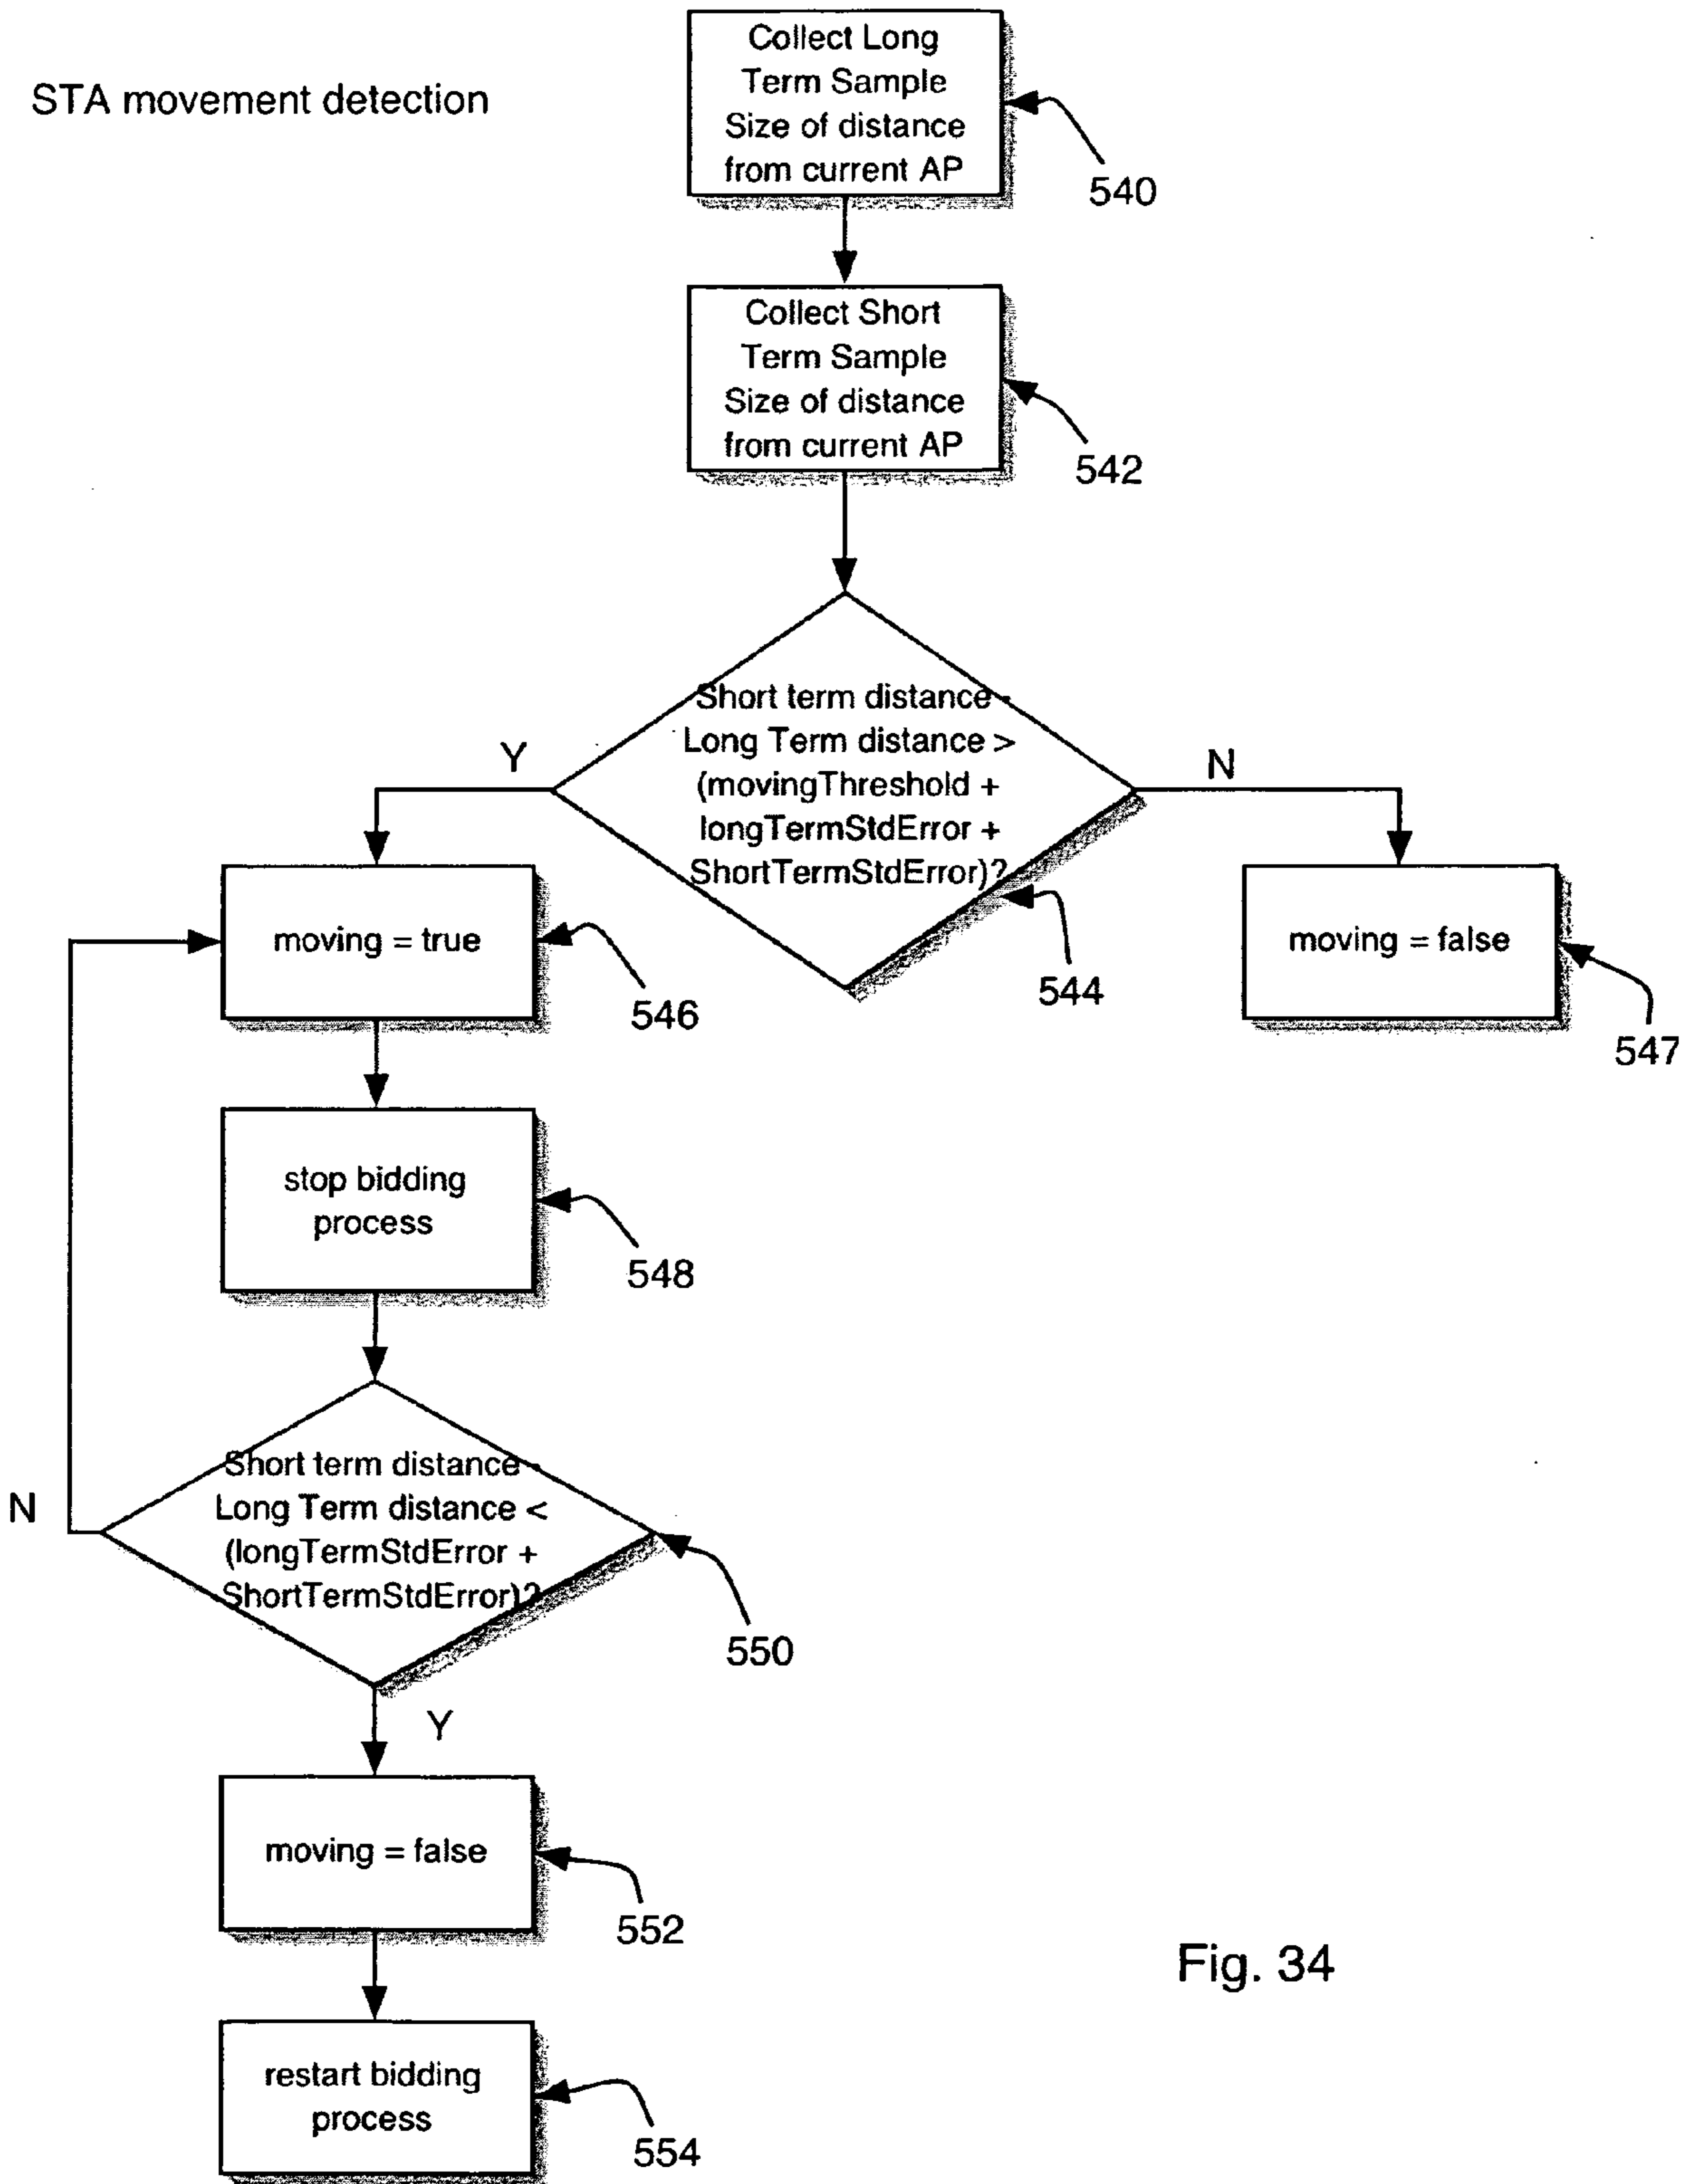 STA movement detection
Collect Long
Term Sample
Size of distance
from current AP
540
Collect Short
Term Sample
Size of distance
from current AP
542
Short term distance -
Long Term distance >
(movingThreshold +
longTermStdError +
ShortTermStdError)?
544
Y
N
moving = true
546
moving = false
547
stop bidding
process
548
Short term distance -
Long Term distance <
(longTermStdError +
ShortTermStdError)?
550
N
Y
moving = false
552
restart bidding
process
554
Fig. 34